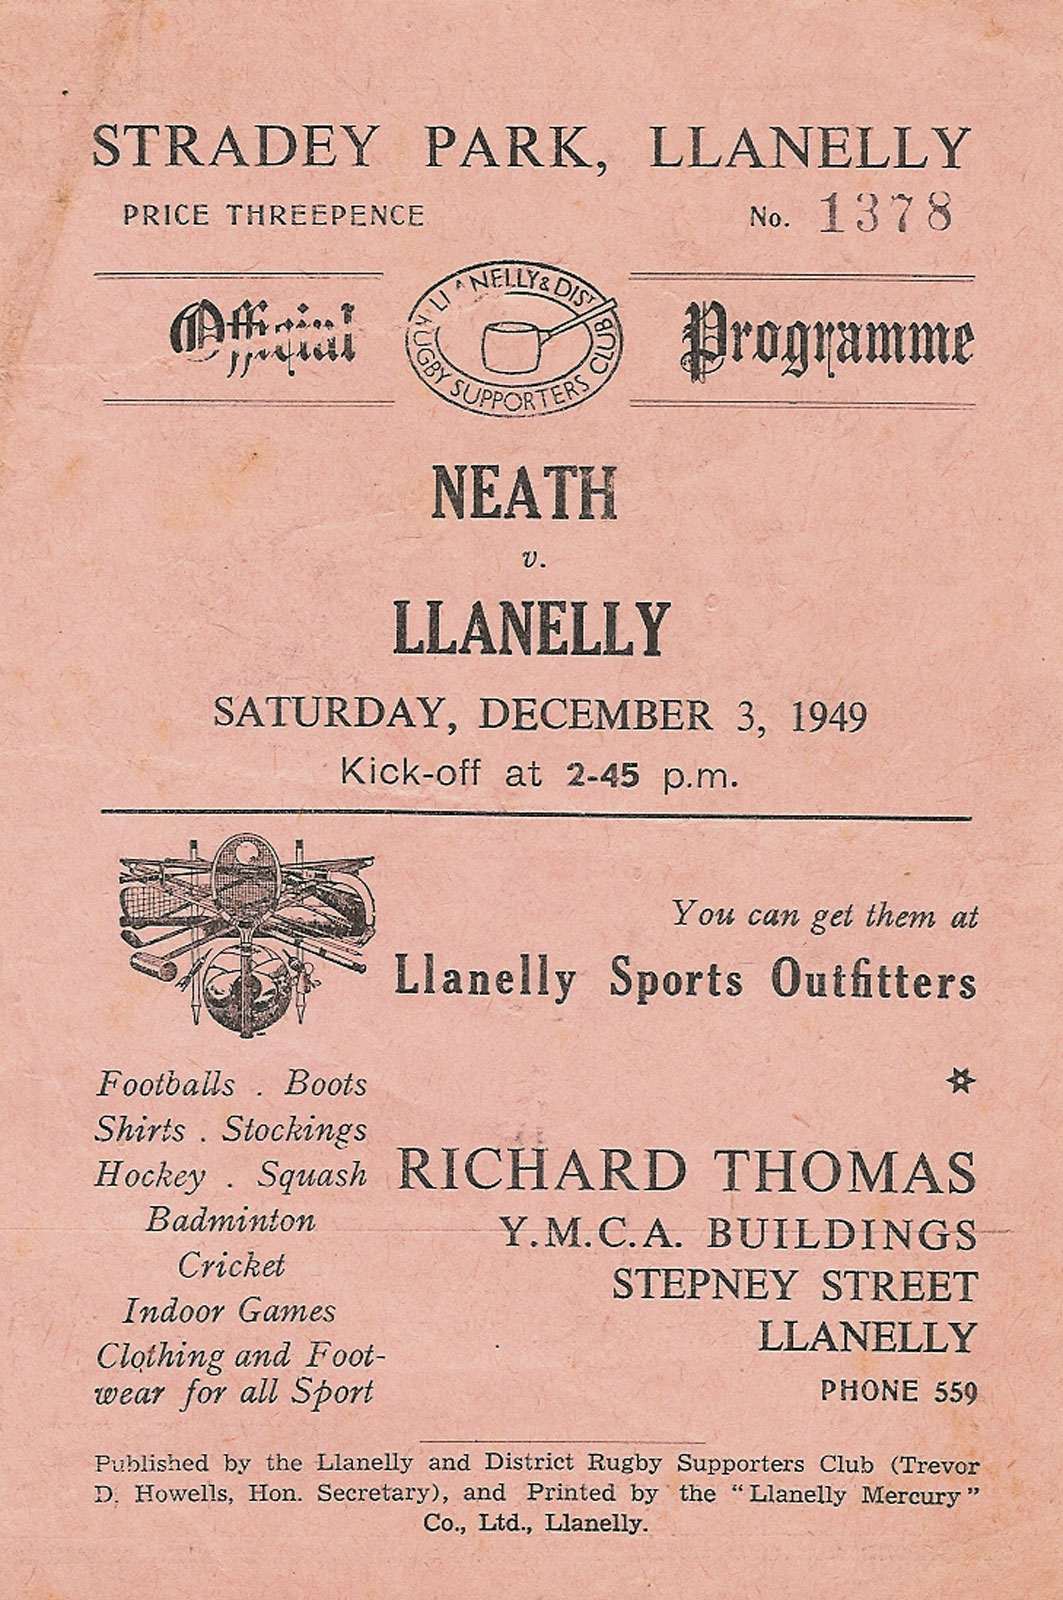 STRADEY PARK, LLANELLY
PRICE THREEPENCE
No. 1378
Official
LLANELLY & DIST RUGBY SUPPORTERS CLUB
Programme
NEATH
v.
LLANELLY
SATURDAY, DECEMBER 3, 1949
Kick-off at 2-45 p.m.
You can get them at
Llanelly Sports Outfitters
Footballs . Boots
Shirts . Stockings
Hockey . Squash
Badminton
Cricket
Indoor Games
Clothing and Foot-
wear for all Sport
RICHARD THOMAS
Y.M.C.A. BUILDINGS
STEPNEY STREET
LLANELLY
PHONE 559
Published by the Llanelly and District Rugby Supporters Club (Trevor
D. Howells, Hon. Secretary), and Printed by the "Llanelly Mercury"
Co., Ltd., Llanelly.